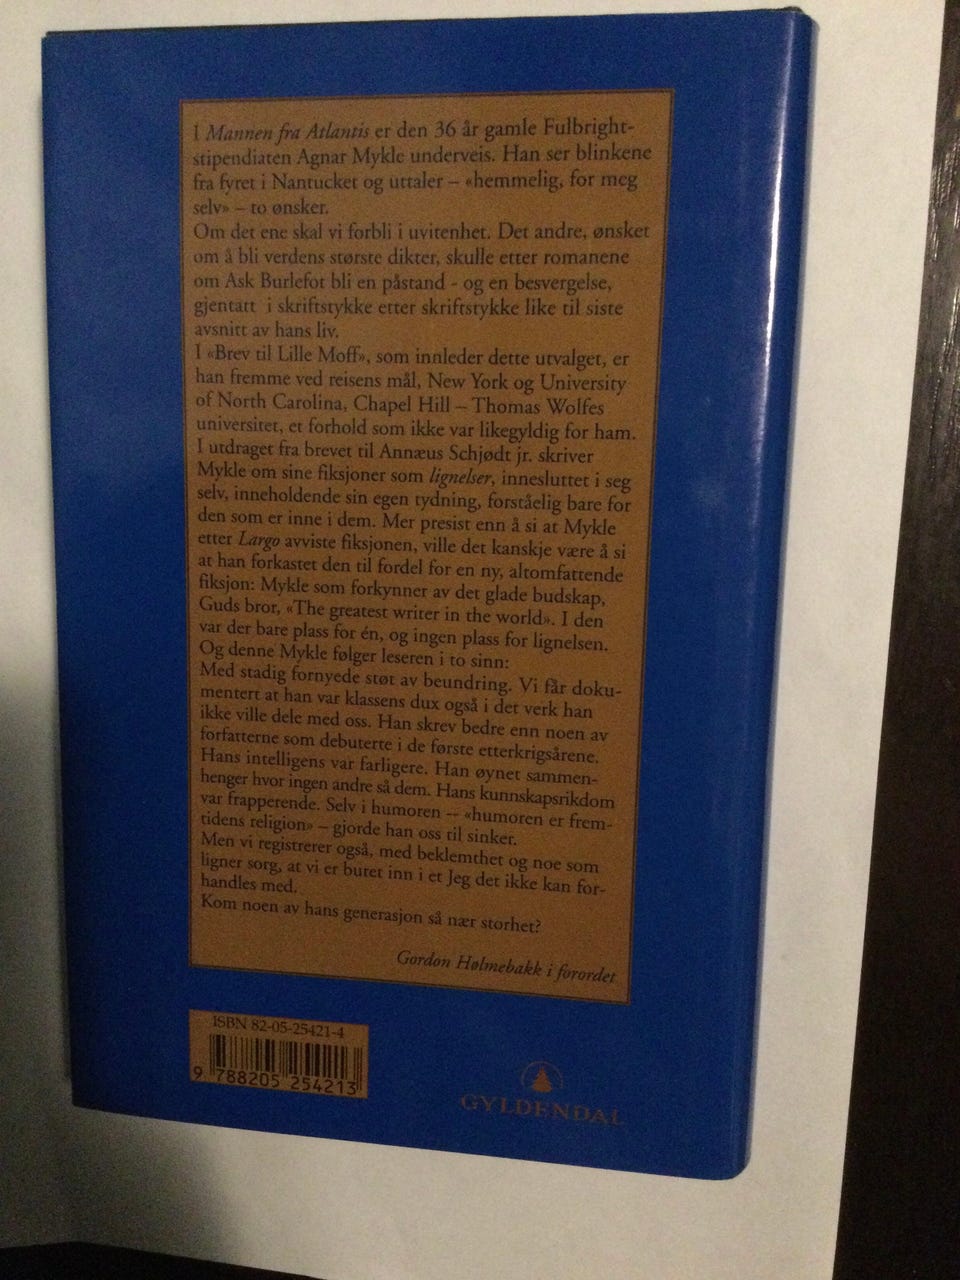 I Mannen fra Atlantis er den 36 år gamle Fulbright-
stipendiaten Agnar Mykle underveis. Han ser blinkene
fra fyret i Nantucket og uttaler – «hemmelig, for meg
selv» – to ønsker.
Om det ene skal vi forbli i uvitenhet. Det andre, ønsket
om å bli verdens største dikter, skulle etter romanene
om Ask Burlefot bli en påstand - og en besvergelse,
gjentatt i skriftstykke etter skriftstykke like til siste
avsnitt av hans liv.
I «Brev til Lille Moff», som innleder dette utvalget, er
han fremme ved reisens mål, New York og University
of North Carolina, Chapel Hill – Thomas Wolfes
universitet, et forhold som ikke var likegyldig for ham.
I utdraget fra brevet til Annæus Schjødt jr. skriver
Mykle om sine fiksjoner som lignelser, innesluttet i seg
selv, inneholdende sin egen tydning, forståelig bare for
den som er inne i dem. Mer presist enn å si at Mykle
etter Largo avviste fiksjonen, ville det kanskje være å si
at han forkastet den til fordel for en ny, altomfattende
fiksjon: Mykle som forkynner av det glade budskap,
Guds bror, «The greatest writer in the world». I den
var der bare plass for én, og ingen plass for lignelsen.
Og denne Mykle følger leseren i to sinn:
Med stadig fornyede støt av beundring. Vi får doku-
mentert at han var klassens dux også i det verk han
ikke ville dele med oss. Han skrev bedre enn noen av
forfatterne som debuterte i de første etterkrigsårene.
Hans intelligens var farligere. Han øynet sammen-
henger hvor ingen andre så dem. Hans kunnskapsrikdom
var frapperende. Selv i humoren -- «humoren er frem-
tidens religion» – gjorde han oss til sinker.
Men vi registrerer også, med beklemthet og noe som
ligner sorg, at vi er buret inn i et Jeg det ikke kan for-
handles med.
Kom noen av hans generasjon så nær storhet?
Gordon Hølmebakk i forordet
ISBN 82-05-25421-4
9 788205 254213
GYLDENDAL